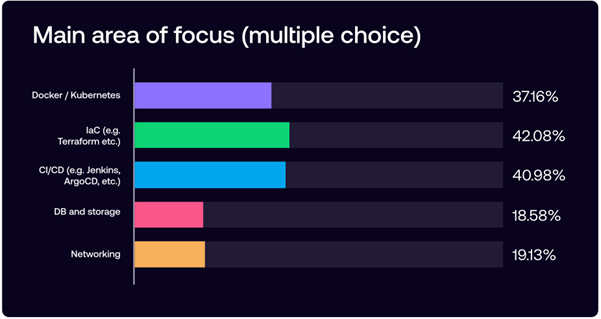 Main area of focus (multiple choice)
Docker / Kubernetes
37.16%
IaC (e.g.
Terraform etc.)
42.08%
CI/CD (e.g. Jenkins,
ArgoCD, etc.)
40.98%
DB and storage
18.58%
Networking
19.13%